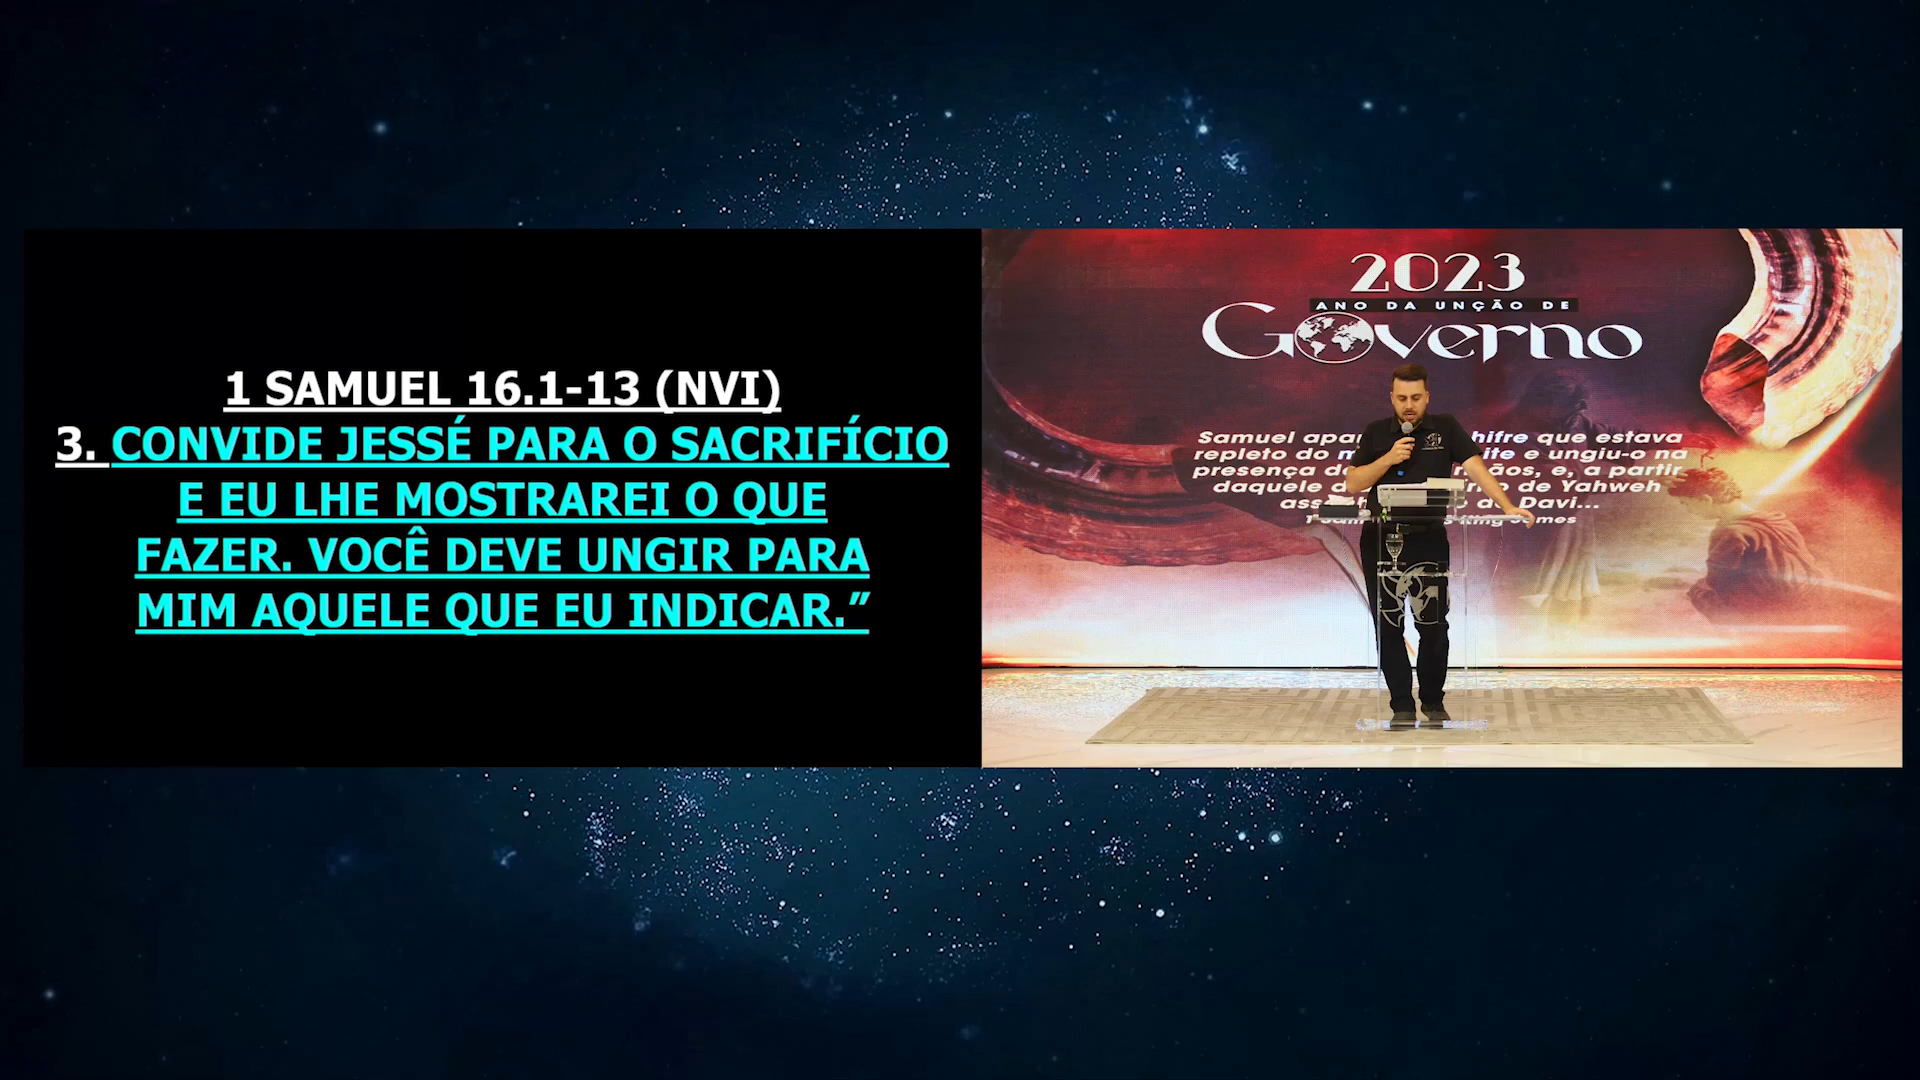 1 SAMUEL 16.1-13 (NVI)
3. CONVIDE JESSÉ PARA O SACRIFÍCIO
E EU LHE MOSTRAREI O QUE
FAZER. VOCÊ DEVE UNGIR PARA
MIM AQUELE QUE EU INDICAR.”
2023
ANO DA UNÇÃO DE
Governo
Samuel hifre que estava
repleto do e ungiu-o na
presença e, a partir
daquele de Yahweh
Davi...
King James